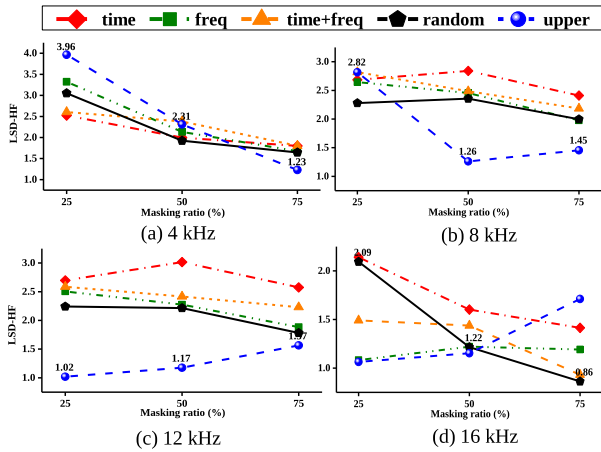 time freq time+freq random upper
4.0
3.5
3.0
2.5
2.0
1.5
1.0
LSD-HF
3.96
2.31
1.23
25 50 75
Masking ratio (%)
(a) 4 kHz
3.0
2.5
2.0
1.5
1.0
2.82
1.26
1.45
25 50 75
Masking ratio (%)
(b) 8 kHz
3.0
2.5
2.0
1.5
1.0
LSD-HF
1.02
1.17
1.57
25 50 75
Masking ratio (%)
(c) 12 kHz
2.0
1.5
1.0
2.09
1.22
0.86
25 50 75
Masking ratio (%)
(d) 16 kHz